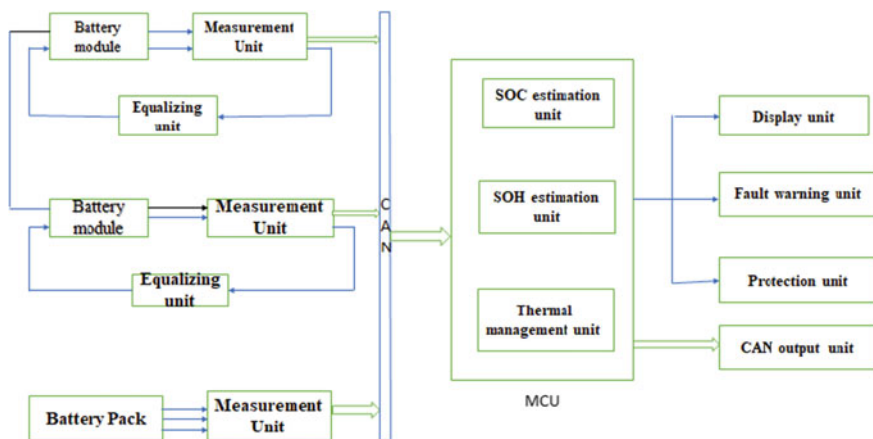 Battery
module
Measurement
Unit
Equalizing
unit
Battery
module
Measurement
Unit
Equalizing
unit
Battery Pack
Measurement
Unit
C
A
N
SOC estimation
unit
SOH estimation
unit
Thermal
management unit
MCU
Display unit
Fault warning unit
Protection unit
CAN output unit